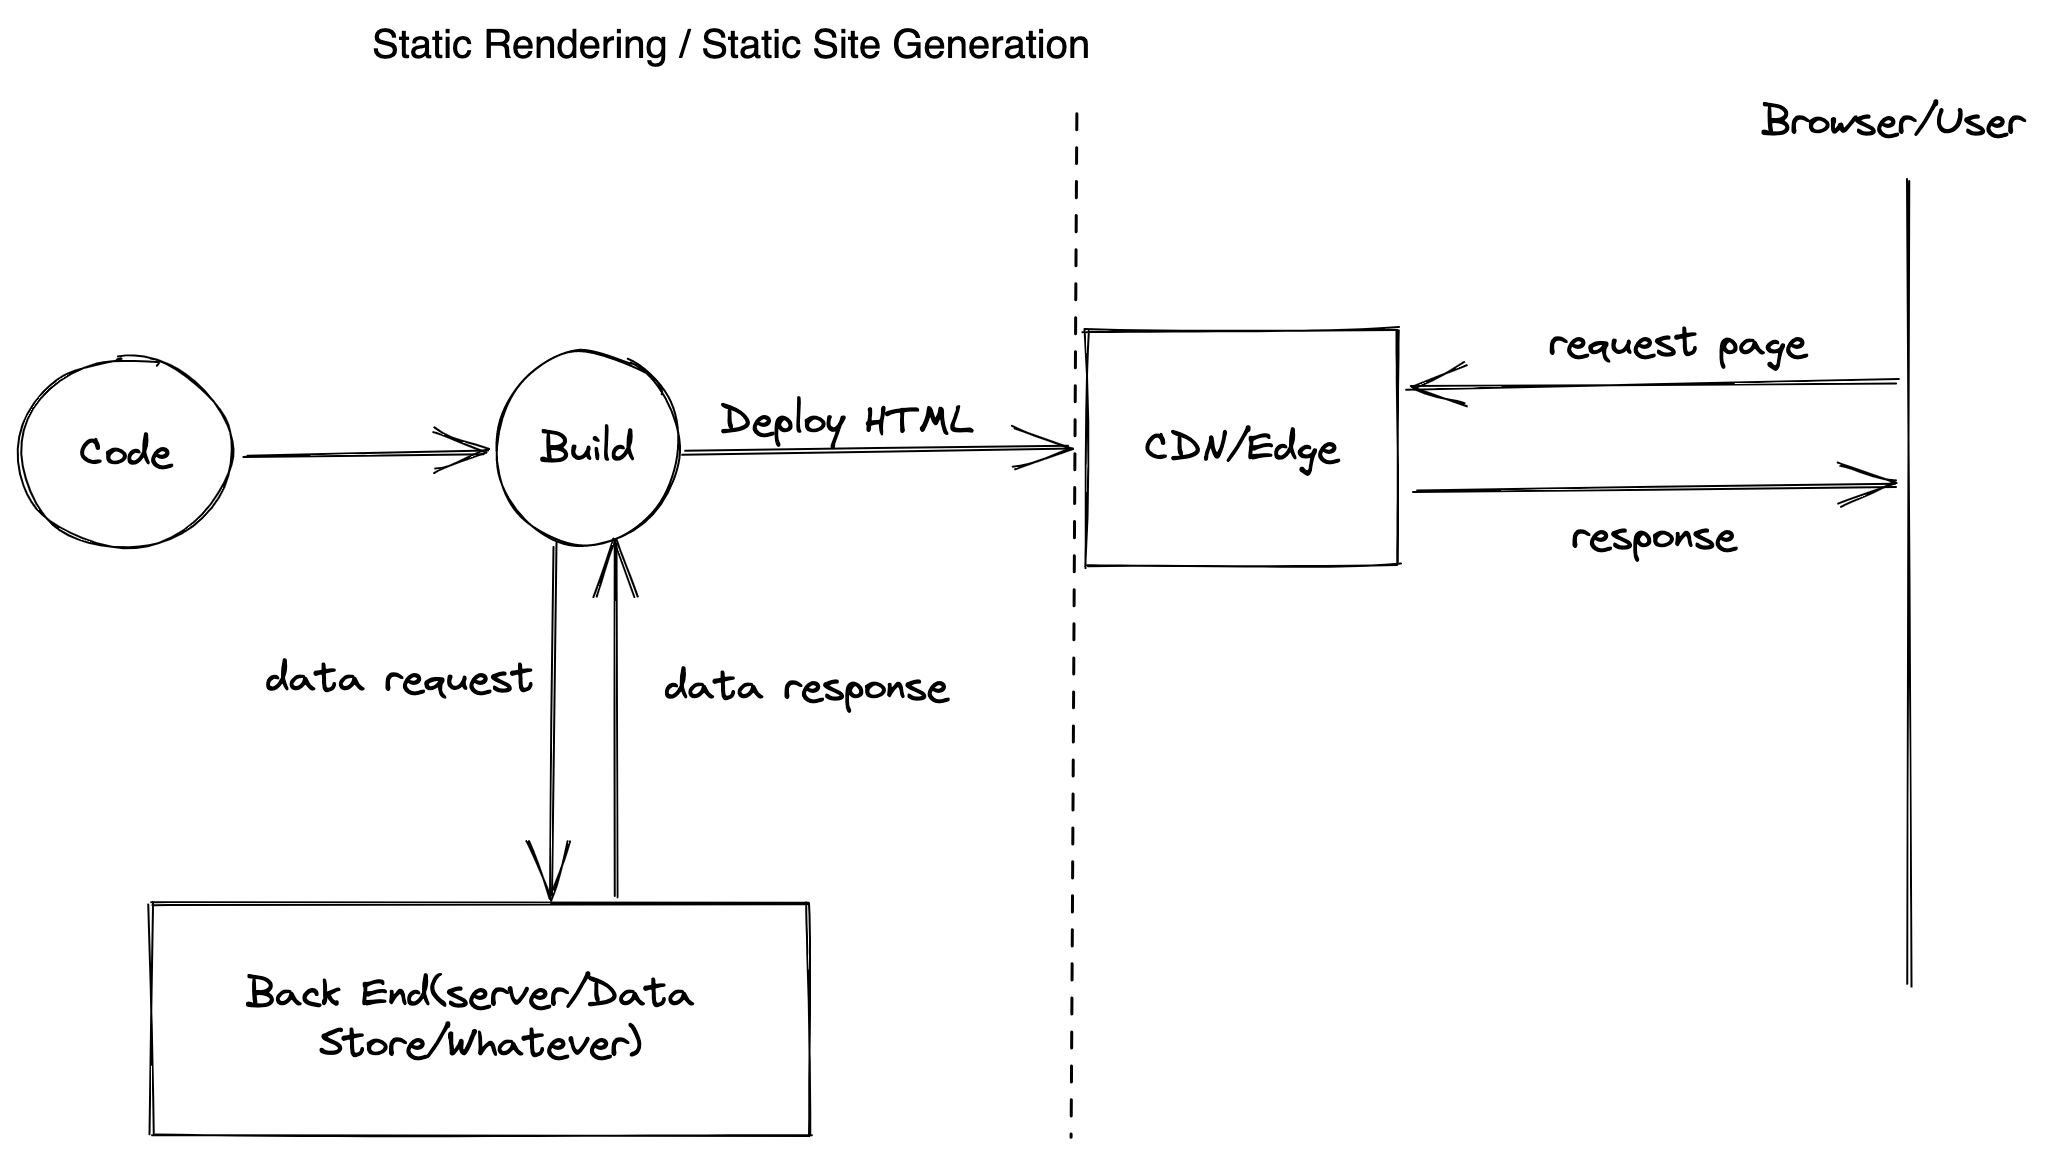 Static Rendering / Static Site Generation
Browser/User
request page
Deploy HTML
Code
Build
CDN/Edge
response
data request
data response
Back End(server/Data
Store/Whatever)